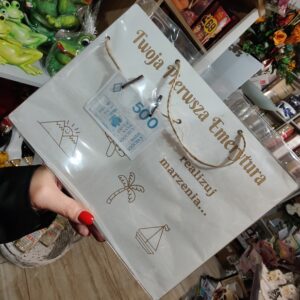 Twoja Pierwsza Emerytura
500
realizuj
marzenia...